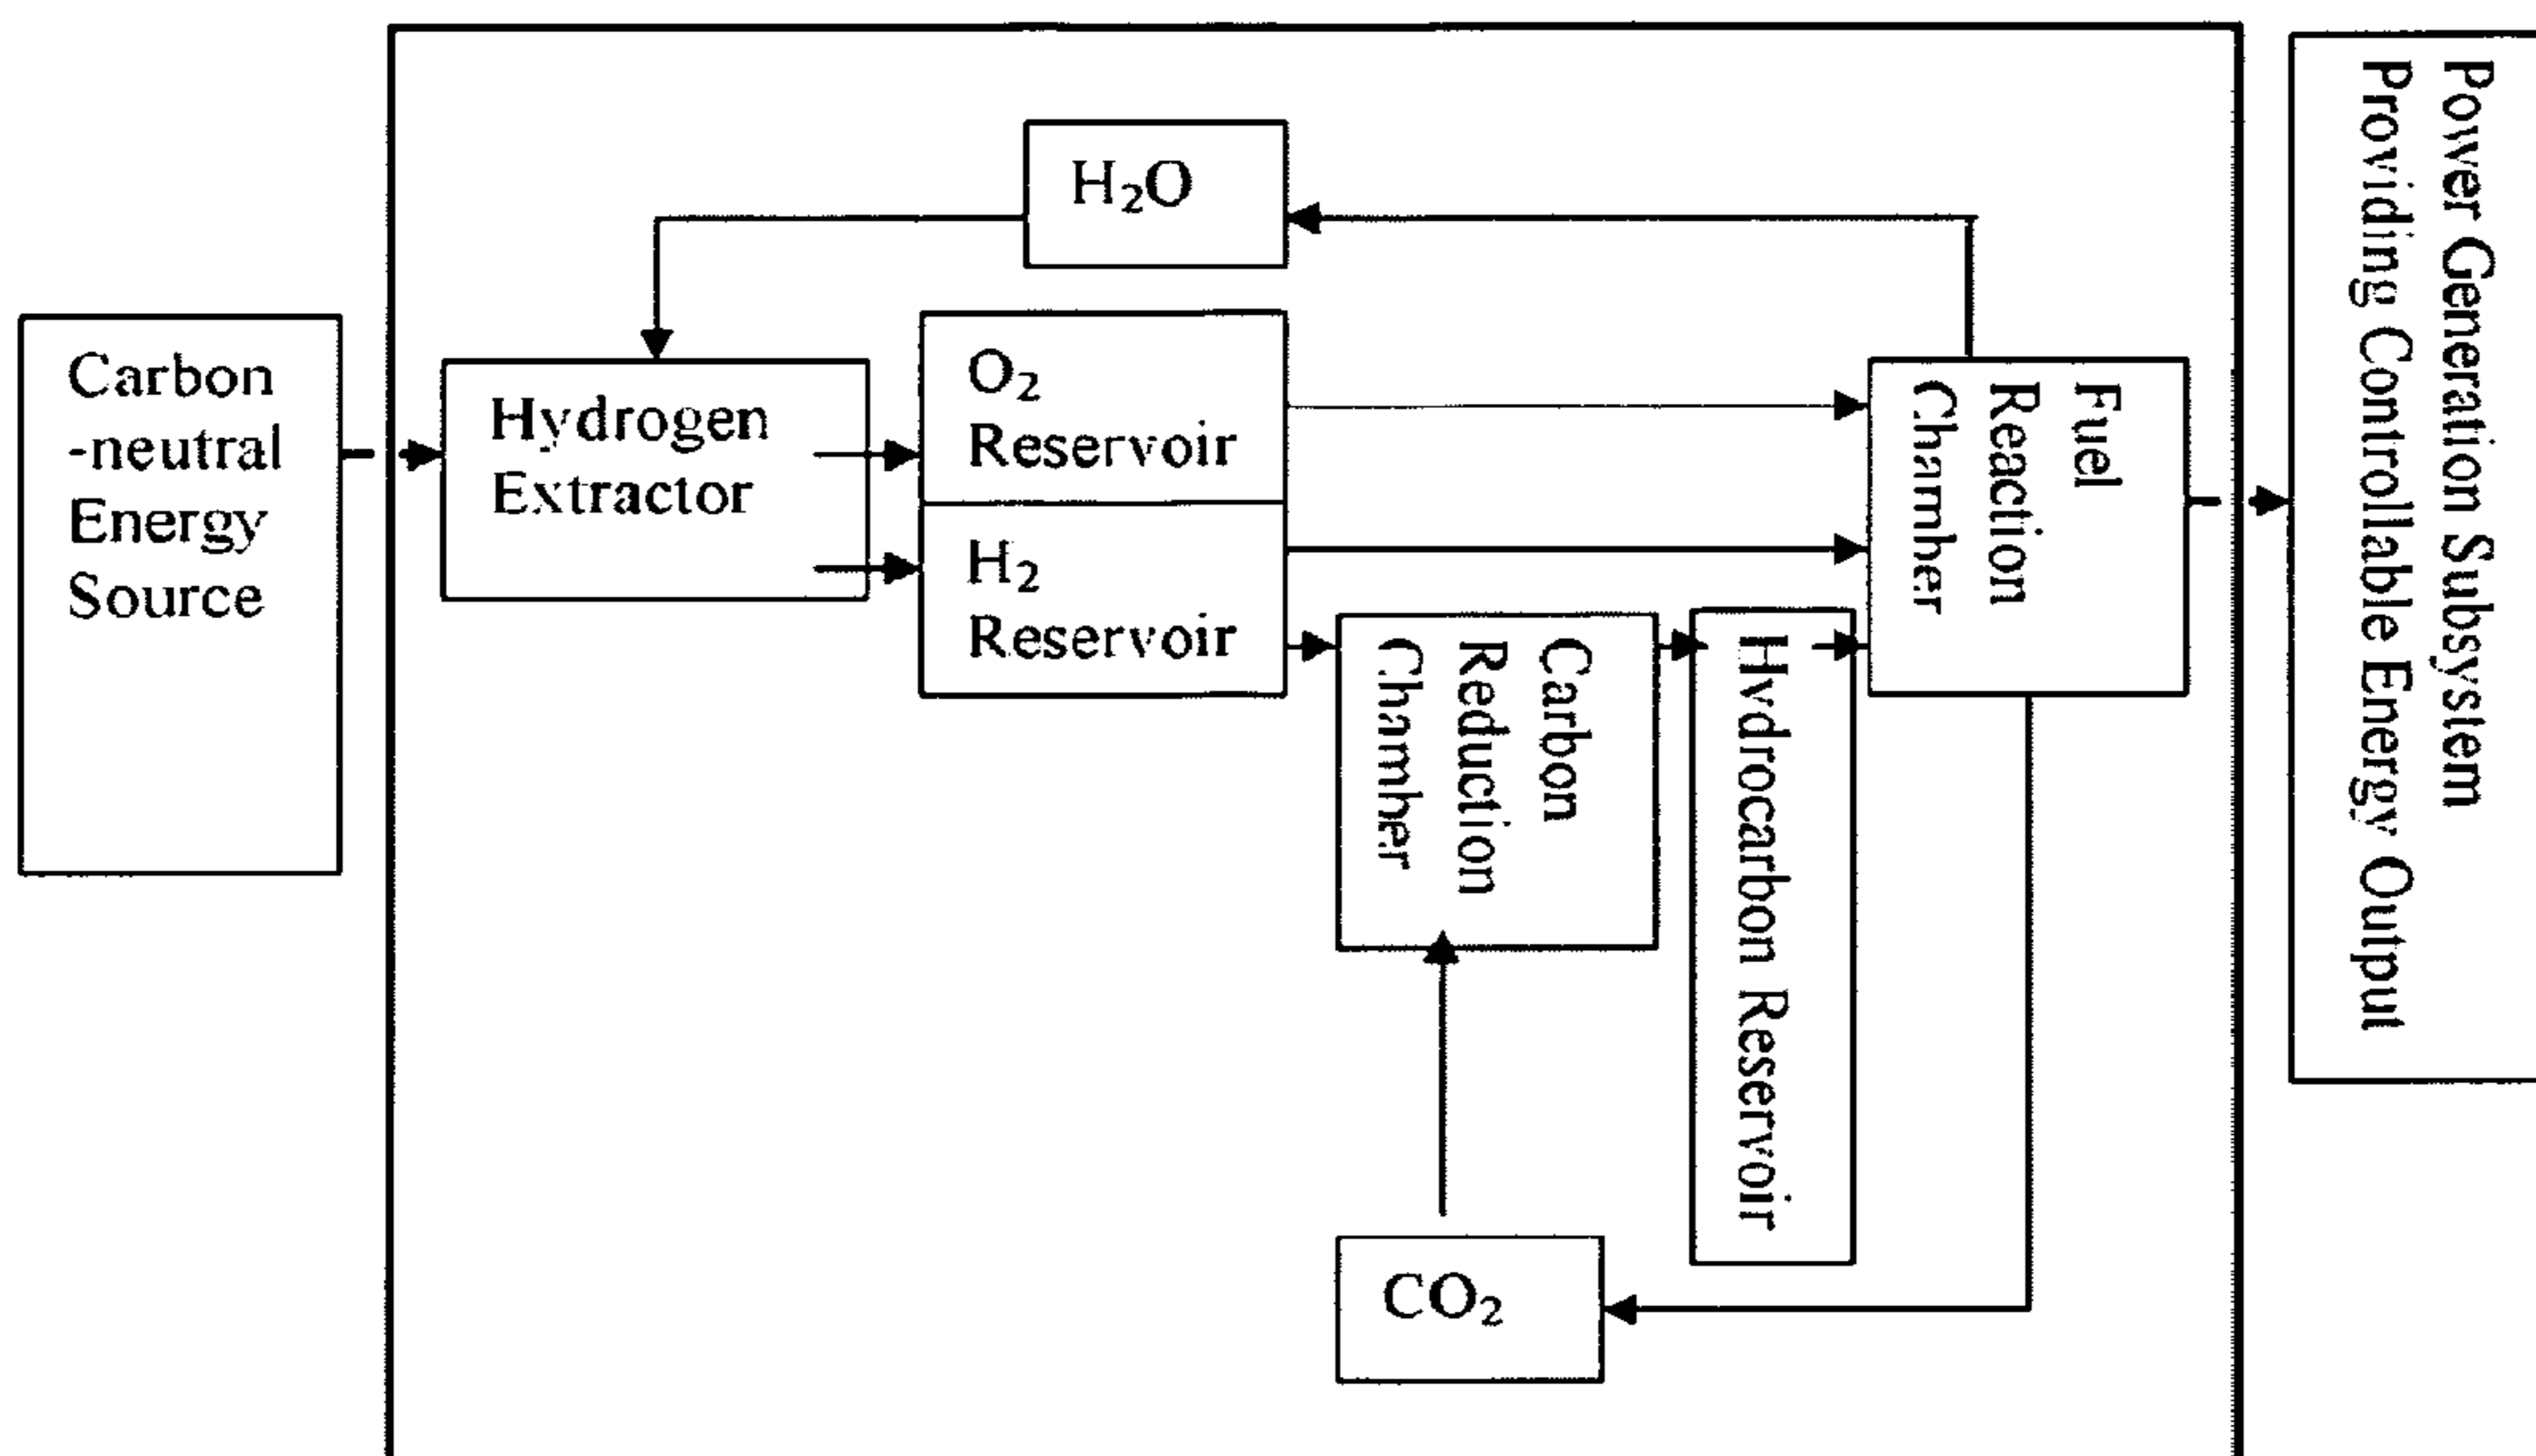 H₂O
Carbon
-neutral
Energy
Source
Hydrogen
Extractor
O₂
Reservoir
H₂
Reservoir
Fuel
Reaction
Chamber
Carbon
Reduction
Chamber
Hydrocarbon Reservoir
CO₂
Power Generation Subsystem
Providing Controllable Energy Output